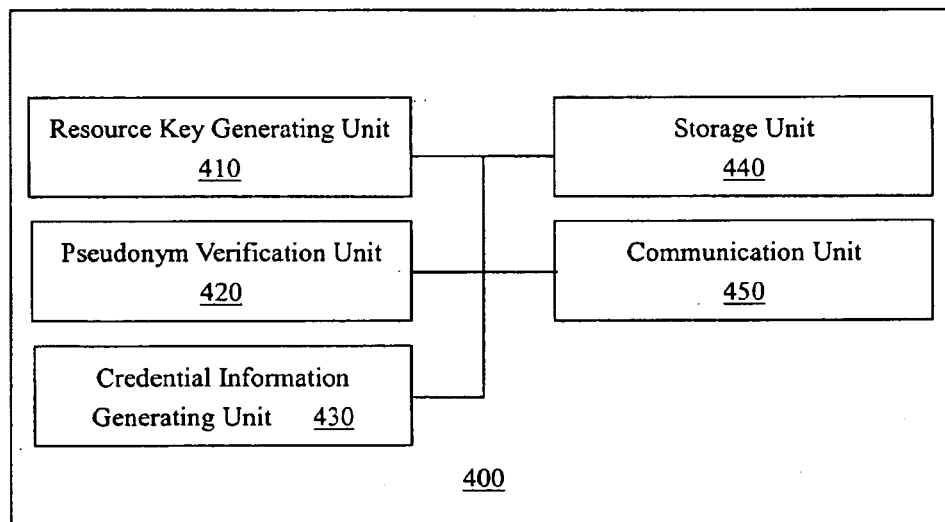 Resource Key Generating Unit
410
Storage Unit
440
Pseudonym Verification Unit
420
Communication Unit
450
Credential Information
Generating Unit 430
400